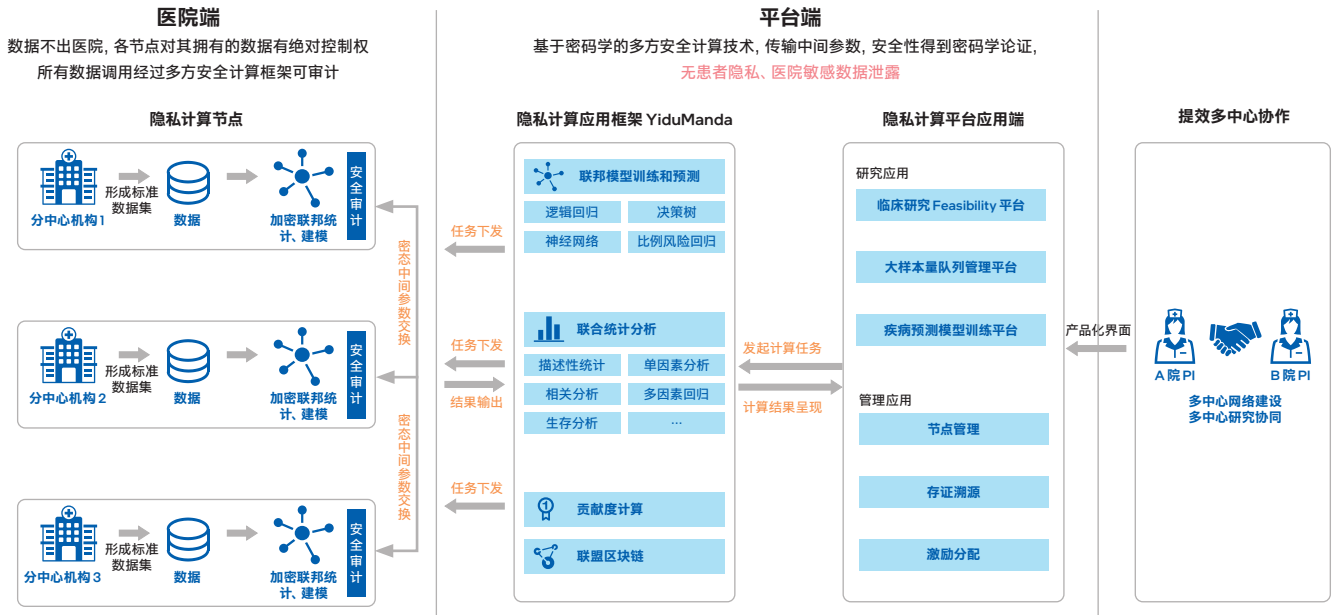 医院端
数据不出医院, 各节点对其拥有的数据有绝对控制权
所有数据调用经过多方安全计算框架可审计
隐私计算节点
分中心机构1
形成标准
数据集
数据
加密联邦统
计、建模
安全审计
密态中间参数交换
分中心机构2
形成标准
数据集
数据
加密联邦统
计、建模
安全审计
密态中间参数交换
分中心机构3
形成标准
数据集
数据
加密联邦统
计、建模
安全审计
平台端
基于密码学的多方安全计算技术, 传输中间参数, 安全性得到密码学论证,
无患者隐私、医院敏感数据泄露
任务下发
任务下发
结果输出
任务下发
隐私计算应用框架 YiduManda
联邦模型训练和预测
逻辑回归
决策树
神经网络
比例风险回归
联合统计分析
描述性统计
单因素分析
相关分析
多因素回归
生存分析
…
1
贡献度计算
联盟区块链
发起计算任务
计算结果呈现
隐私计算平台应用端
研究应用
临床研究 Feasibility 平台
大样本量队列管理平台
疾病预测模型训练平台
管理应用
节点管理
存证溯源
激励分配
产品化界面
提效多中心协作
A 院 PI
B 院 PI
多中心网络建设
多中心研究协同